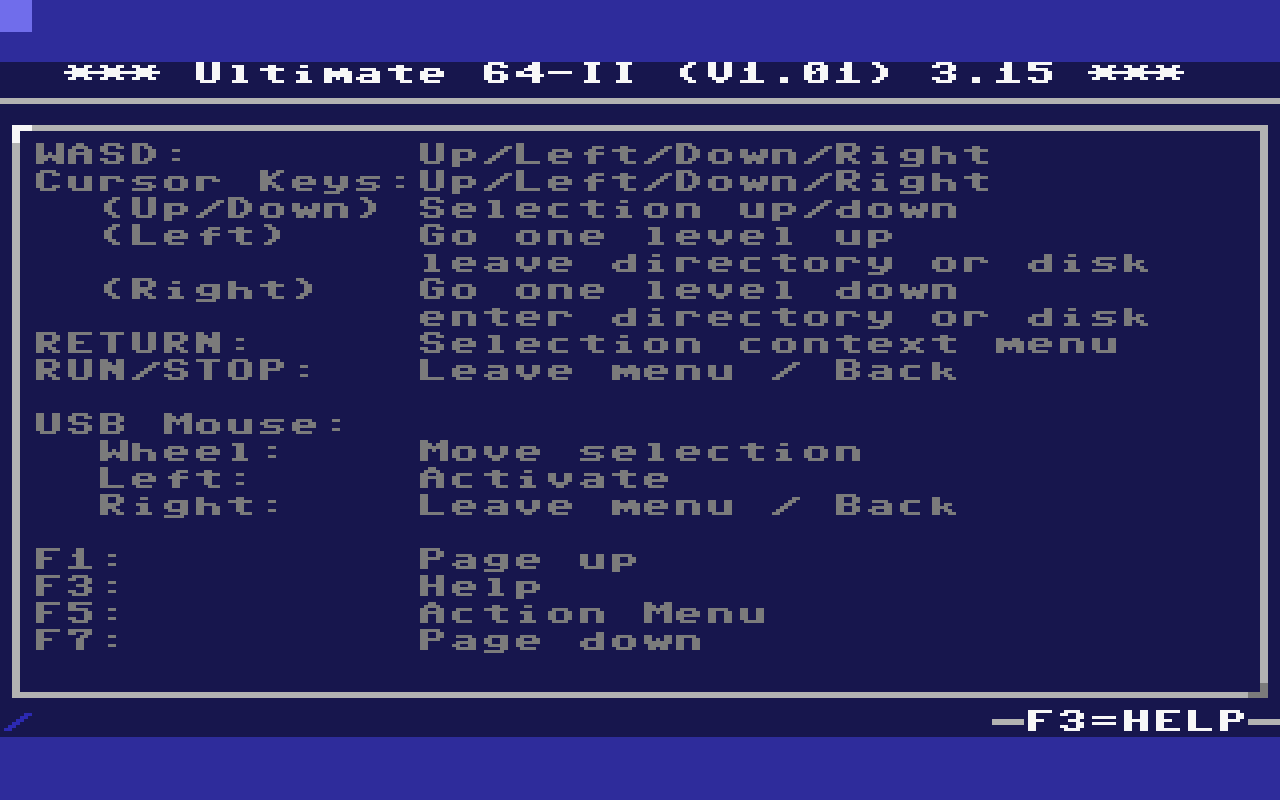 *** Ultimate 64-II (V1.01) 3.15 ***
WASD: Up/Left/Down/Right
Cursor Keys: Up/Left/Down/Right
(Up/Down) Selection up/down
(Left) Go one level up
leave directory or disk
(Right) Go one level down
enter directory or disk
RETURN: Selection context menu
RUN/STOP: Leave menu / Back
USB Mouse:
Wheel: Move selection
Left: Activate
Right: Leave menu / Back
F1: Page up
F3: Help
F5: Action Menu
F7: Page down
/ F3=HELP